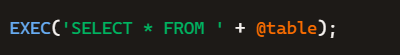 EXEC('SELECT * FROM ' + @table);